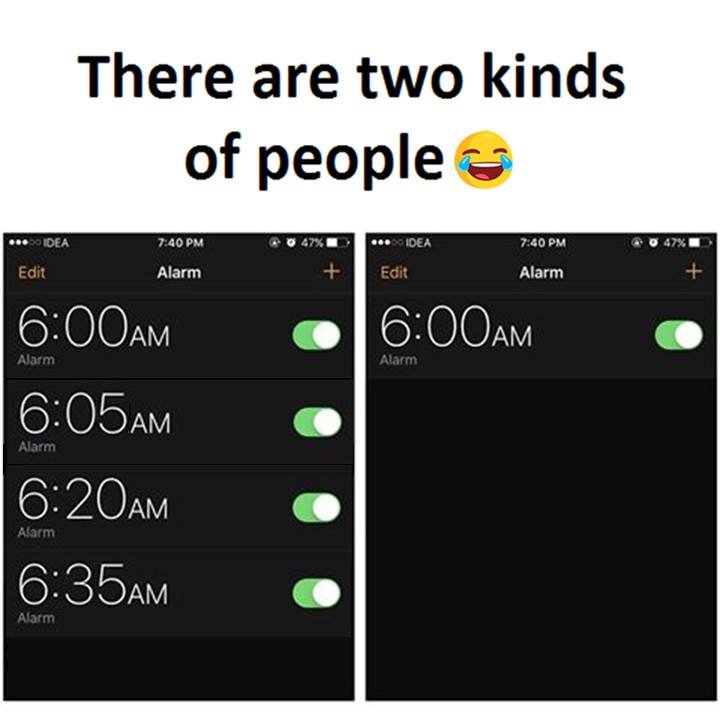 There are two kinds
of people😂
IDEA 7:40 PM 47%
Edit Alarm +
6:00AM
Alarm
6:05AM
Alarm
6:20AM
Alarm
6:35AM
Alarm
IDEA 7:40 PM 47%
Edit Alarm +
6:00AM
Alarm